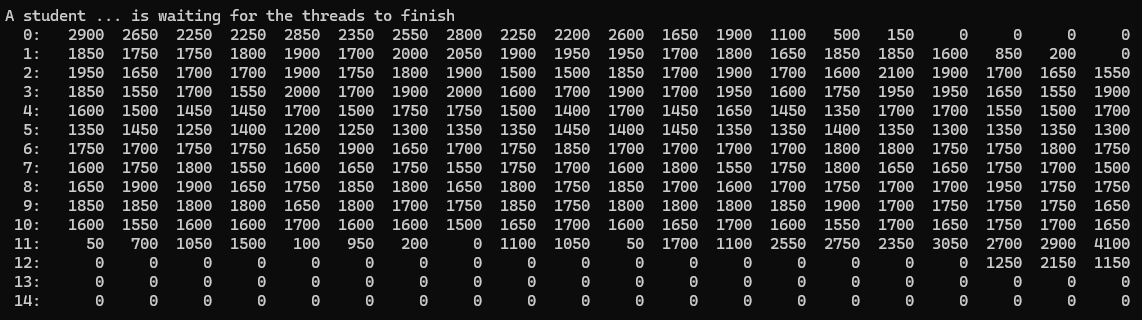 A student ... is waiting for the threads to finish
0: 2900 2650 2250 2250 2850 2350 2550 2800 2250 2200 2600 1650 1900 1100 500 150 0 0 0 0
1: 1850 1750 1750 1800 1900 1700 2000 2050 1900 1950 1950 1700 1800 1650 1850 1850 1600 850 200 0
2: 1950 1650 1700 1700 1900 1750 1800 1900 1500 1500 1850 1700 1900 1700 1600 2100 1900 1700 1650 1550
3: 1850 1550 1700 1550 2000 1700 1900 2000 1600 1700 1900 1700 1950 1600 1750 1950 1950 1650 1550 1900
4: 1600 1500 1450 1450 1700 1500 1750 1750 1500 1400 1700 1450 1650 1450 1350 1700 1700 1550 1500 1700
5: 1350 1450 1250 1400 1200 1250 1300 1350 1350 1450 1400 1450 1350 1350 1400 1350 1300 1350 1350 1300
6: 1750 1700 1750 1750 1650 1900 1650 1700 1750 1850 1700 1700 1700 1700 1800 1800 1750 1750 1800 1750
7: 1600 1750 1800 1550 1600 1650 1750 1550 1750 1700 1600 1800 1550 1750 1800 1650 1650 1750 1700 1500
8: 1650 1900 1900 1650 1750 1850 1800 1650 1800 1750 1850 1700 1600 1700 1750 1700 1700 1950 1750 1750
9: 1850 1850 1800 1800 1650 1800 1700 1750 1850 1750 1800 1850 1850 1850 1900 1700 1750 1750 1750 1650
10: 1600 1550 1600 1600 1700 1600 1600 1500 1650 1700 1600 1650 1700 1600 1550 1700 1650 1750 1700 1650
11: 50 700 1050 1500 100 950 200 0 1100 1050 50 1700 1100 2550 2750 2350 3050 2700 2900 4100
12: 0 0 0 0 0 0 0 0 0 0 0 0 0 0 0 0 0 1250 2150 1150
13: 0 0 0 0 0 0 0 0 0 0 0 0 0 0 0 0 0 0 0 0
14: 0 0 0 0 0 0 0 0 0 0 0 0 0 0 0 0 0 0 0 0